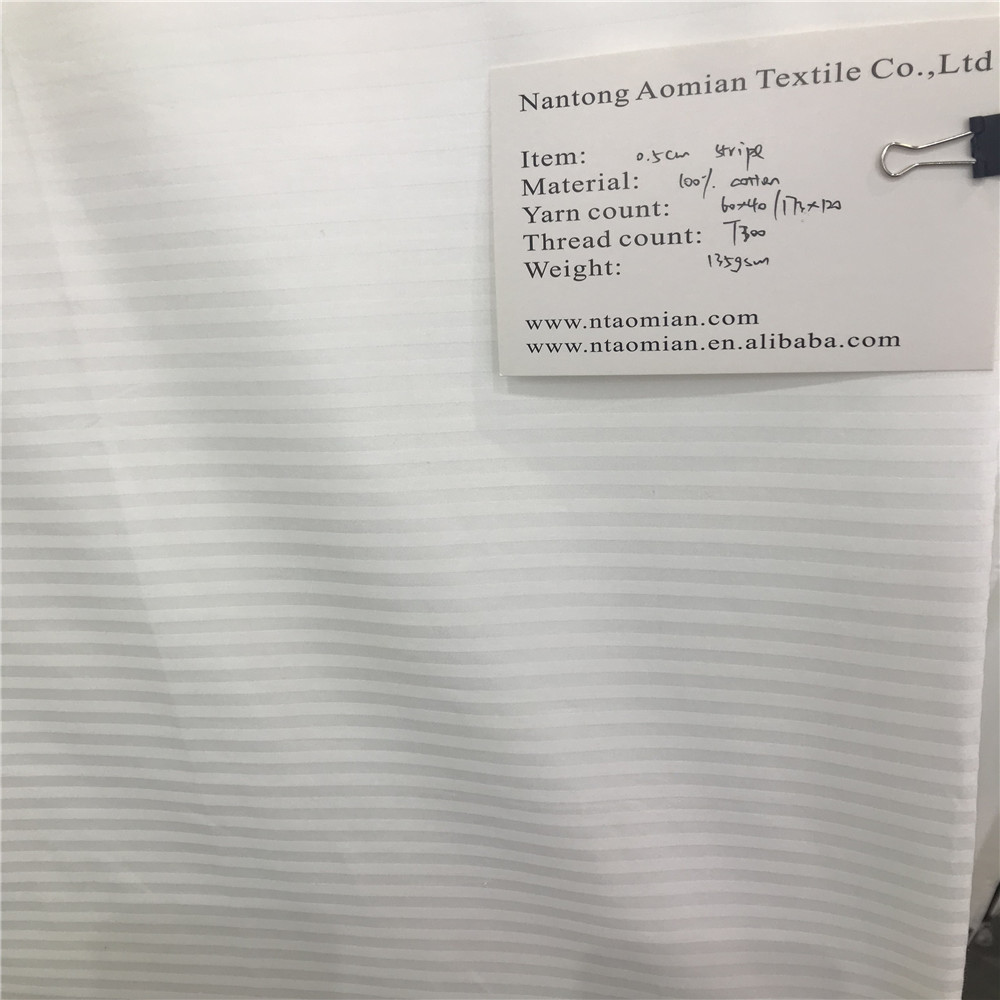 Nantong Aomian Textile Co.,Ltd
Item: 0.5cm stripe
Material: 100% cotton
Yarn count: 60x40/173x120
Thread count: T300
Weight: 135gsm
www.ntaomian.com
www.ntaomian.en.alibaba.com